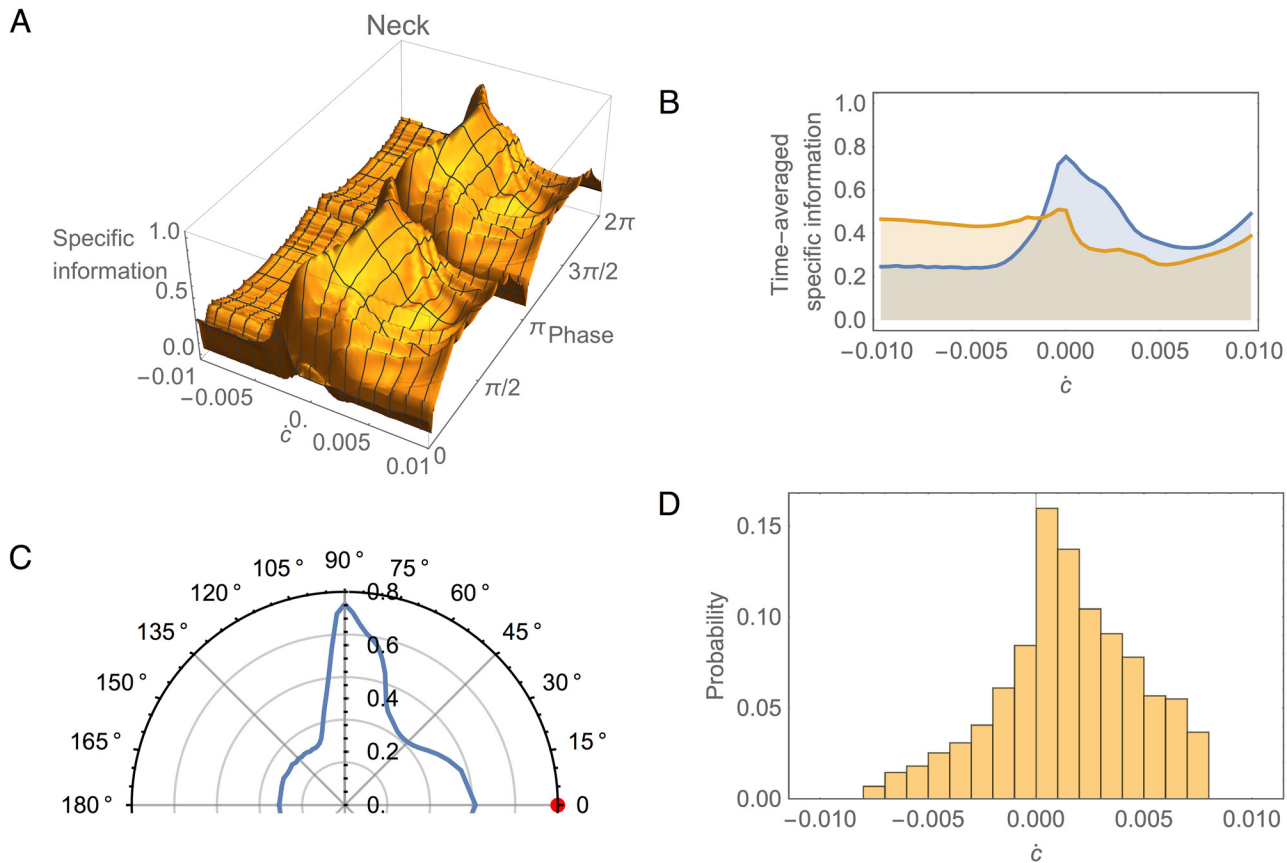 A
Neck
Specific
information
1.0
0.5
0.0
−0.01
−0.005
0.
0.005
0.01
ċ
0
π/2
π
Phase
3π/2
2π
B
Time-averaged
specific information
1.0
0.8
0.6
0.4
0.2
0.0
−0.010
−0.005
0.000
0.005
0.010
ċ
C
180°
165°
150°
135°
120°
105°
90°
75°
60°
45°
30°
15°
0
0.8
0.6
0.4
0.2
0.
D
Probability
0.15
0.10
0.05
0.00
−0.010
−0.005
0.000
0.005
0.010
ċ